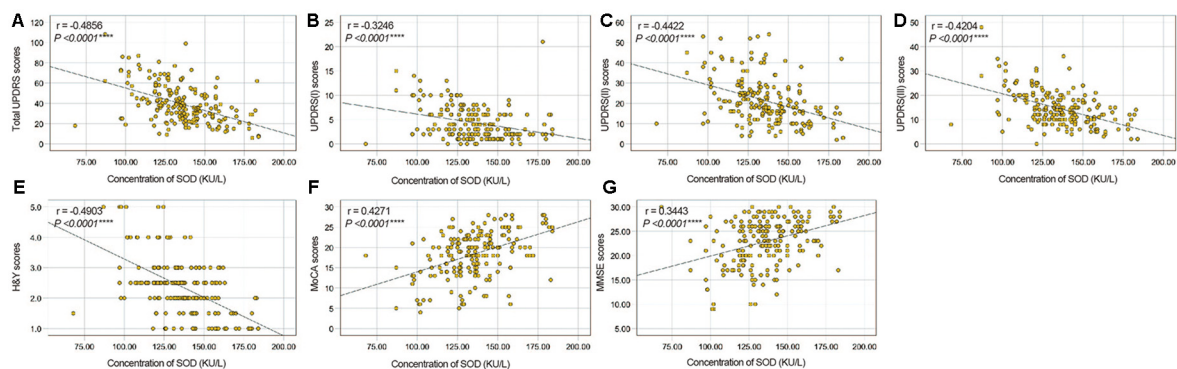 A
r = -0.4856
P <0.0001****
Total UPDRS scores
120
100
80
60
40
20
0
75.00 100.00 125.00 150.00 175.00 200.00
Concentration of SOD (KU/L)
B
r = -0.3246
P <0.0001****
UPDRS(I) scores
25
20
15
10
5
0
75.00 100.00 125.00 150.00 175.00 200.00
Concentration of SOD (KU/L)
C
r = -0.4422
P <0.0001****
UPDRS(II) scores
60
50
40
30
20
10
0
75.00 100.00 125.00 150.00 175.00 200.00
Concentration of SOD (KU/L)
D
r = -0.4204
P <0.0001****
UPDRS(III) scores
50
40
30
20
10
0
75.00 100.00 125.00 150.00 175.00 200.00
Concentration of SOD (KU/L)
E
r = -0.4903
P <0.0001****
H&Y scores
5.0
4.0
3.0
2.0
1.0
75.00 100.00 125.00 150.00 175.00 200.00
Concentration of SOD (KU/L)
F
r = 0.4271
P <0.0001****
MoCA scores
30
25
20
15
10
5
0
75.00 100.00 125.00 150.00 175.00 200.00
Concentration of SOD (KU/L)
G
r = 0.3443
P <0.0001****
MMSE scores
30.00
25.00
20.00
15.00
10.00
5.00
75.00 100.00 125.00 150.00 175.00 200.00
Concentration of SOD (KU/L)